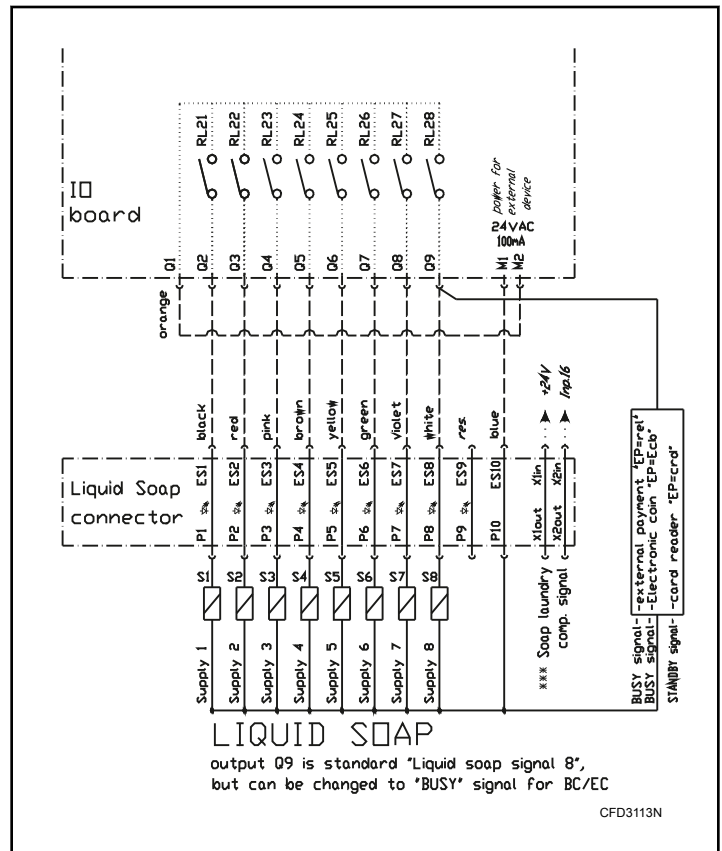 RL21
RL22
RL23
RL24
RL25
RL26
RL27
RL28
IO
board
power for
external
device
24VAC
100mA
Q1
Q2
Q3
Q4
Q5
Q6
Q7
Q8
Q9
M1
M2
orange
black
red
pink
brown
yellow
green
violet
white
res.
blue
+24V
Inp.16
Liquid Soap
connector
ES1
ES2
ES3
ES4
ES5
ES6
ES7
ES8
ES9
ES10
X1in
X2in
P1
P2
P3
P4
P5
P6
P7
P8
P9
P10
X1out
X2out
S1
S2
S3
S4
S5
S6
S7
S8
Supply 1
Supply 2
Supply 3
Supply 4
Supply 5
Supply 6
Supply 7
Supply 8
*** Soap laundry
comp. signal
BUSY signal- -external payment "EP=rel"
BUSY signal- -Electronic coin "EP=Ecb"
STANDBY signal- -card reader "EP=crd"
LIQUID SOAP
output Q9 is standard "Liquid soap signal 8",
but can be changed to "BUSY" signal for BC/EC
CFD3113N